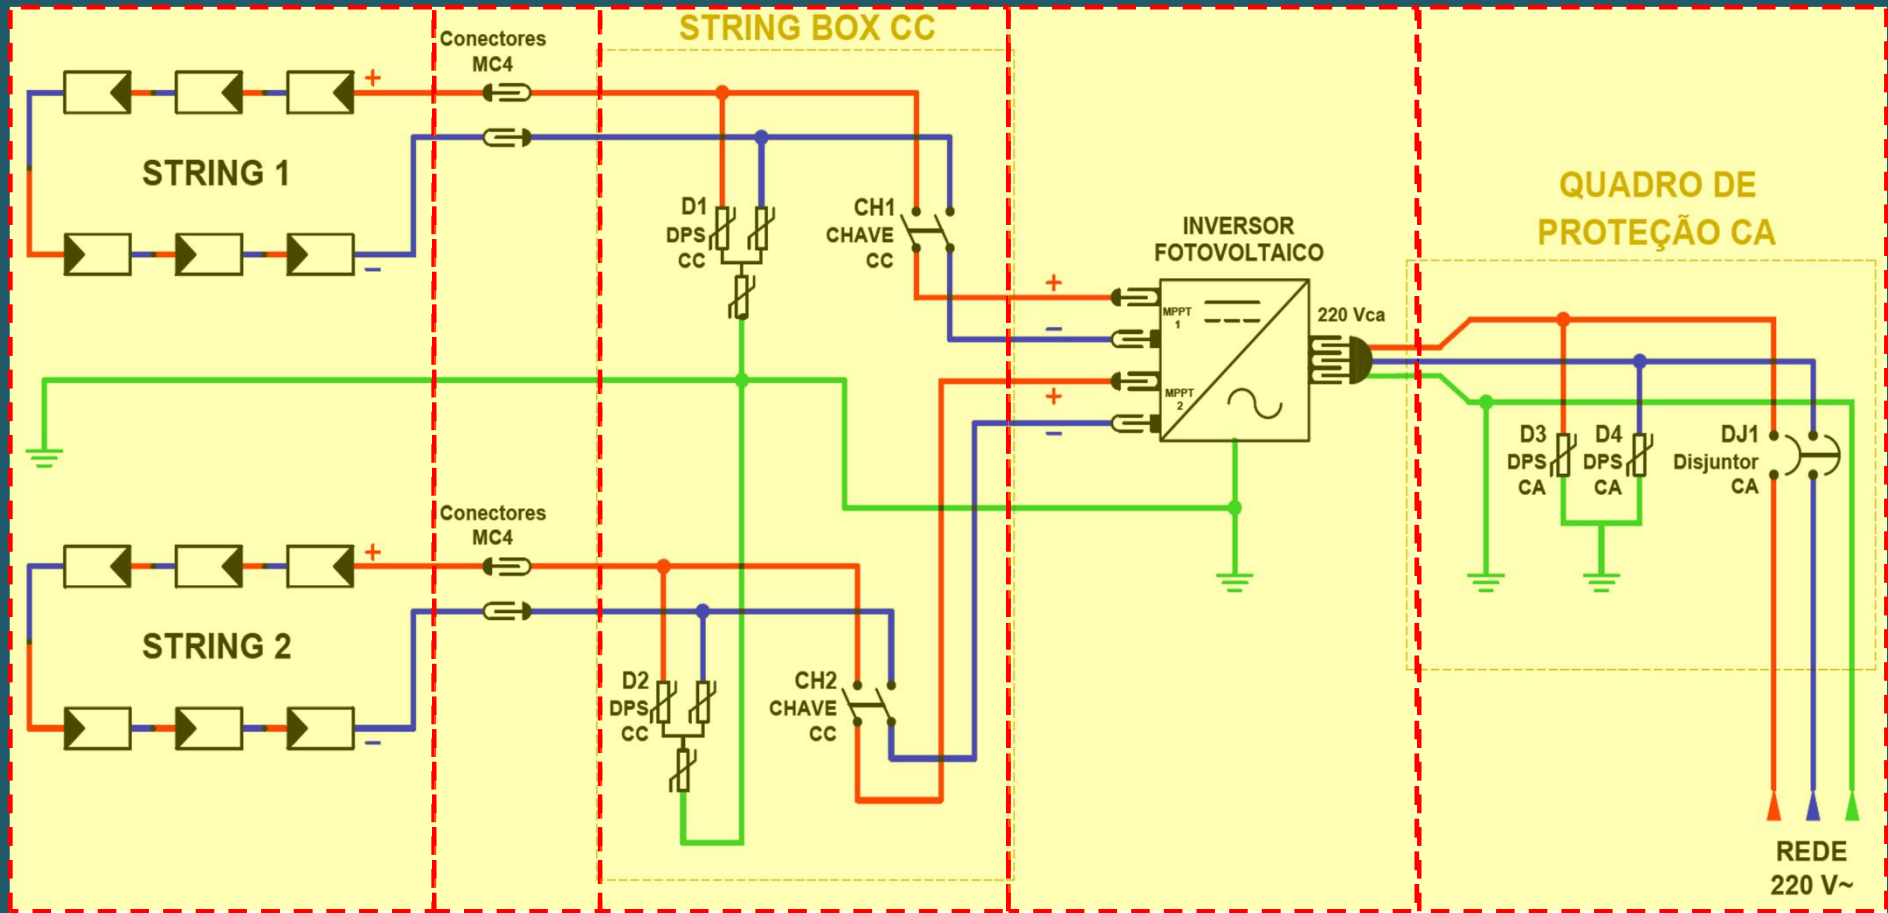 STRING BOX CC
Conectores
MC4
+
STRING 1
−
D1
DPS
CC
CH1
CHAVE
CC
INVERSOR
FOTOVOLTAICO
+
−
+
−
MPPT
1
MPPT
2
220 Vca
QUADRO DE
PROTEÇÃO CA
D3
DPS
CA
D4
DPS
CA
DJ1
Disjuntor
CA
Conectores
MC4
+
STRING 2
−
D2
DPS
CC
CH2
CHAVE
CC
REDE
220 V~